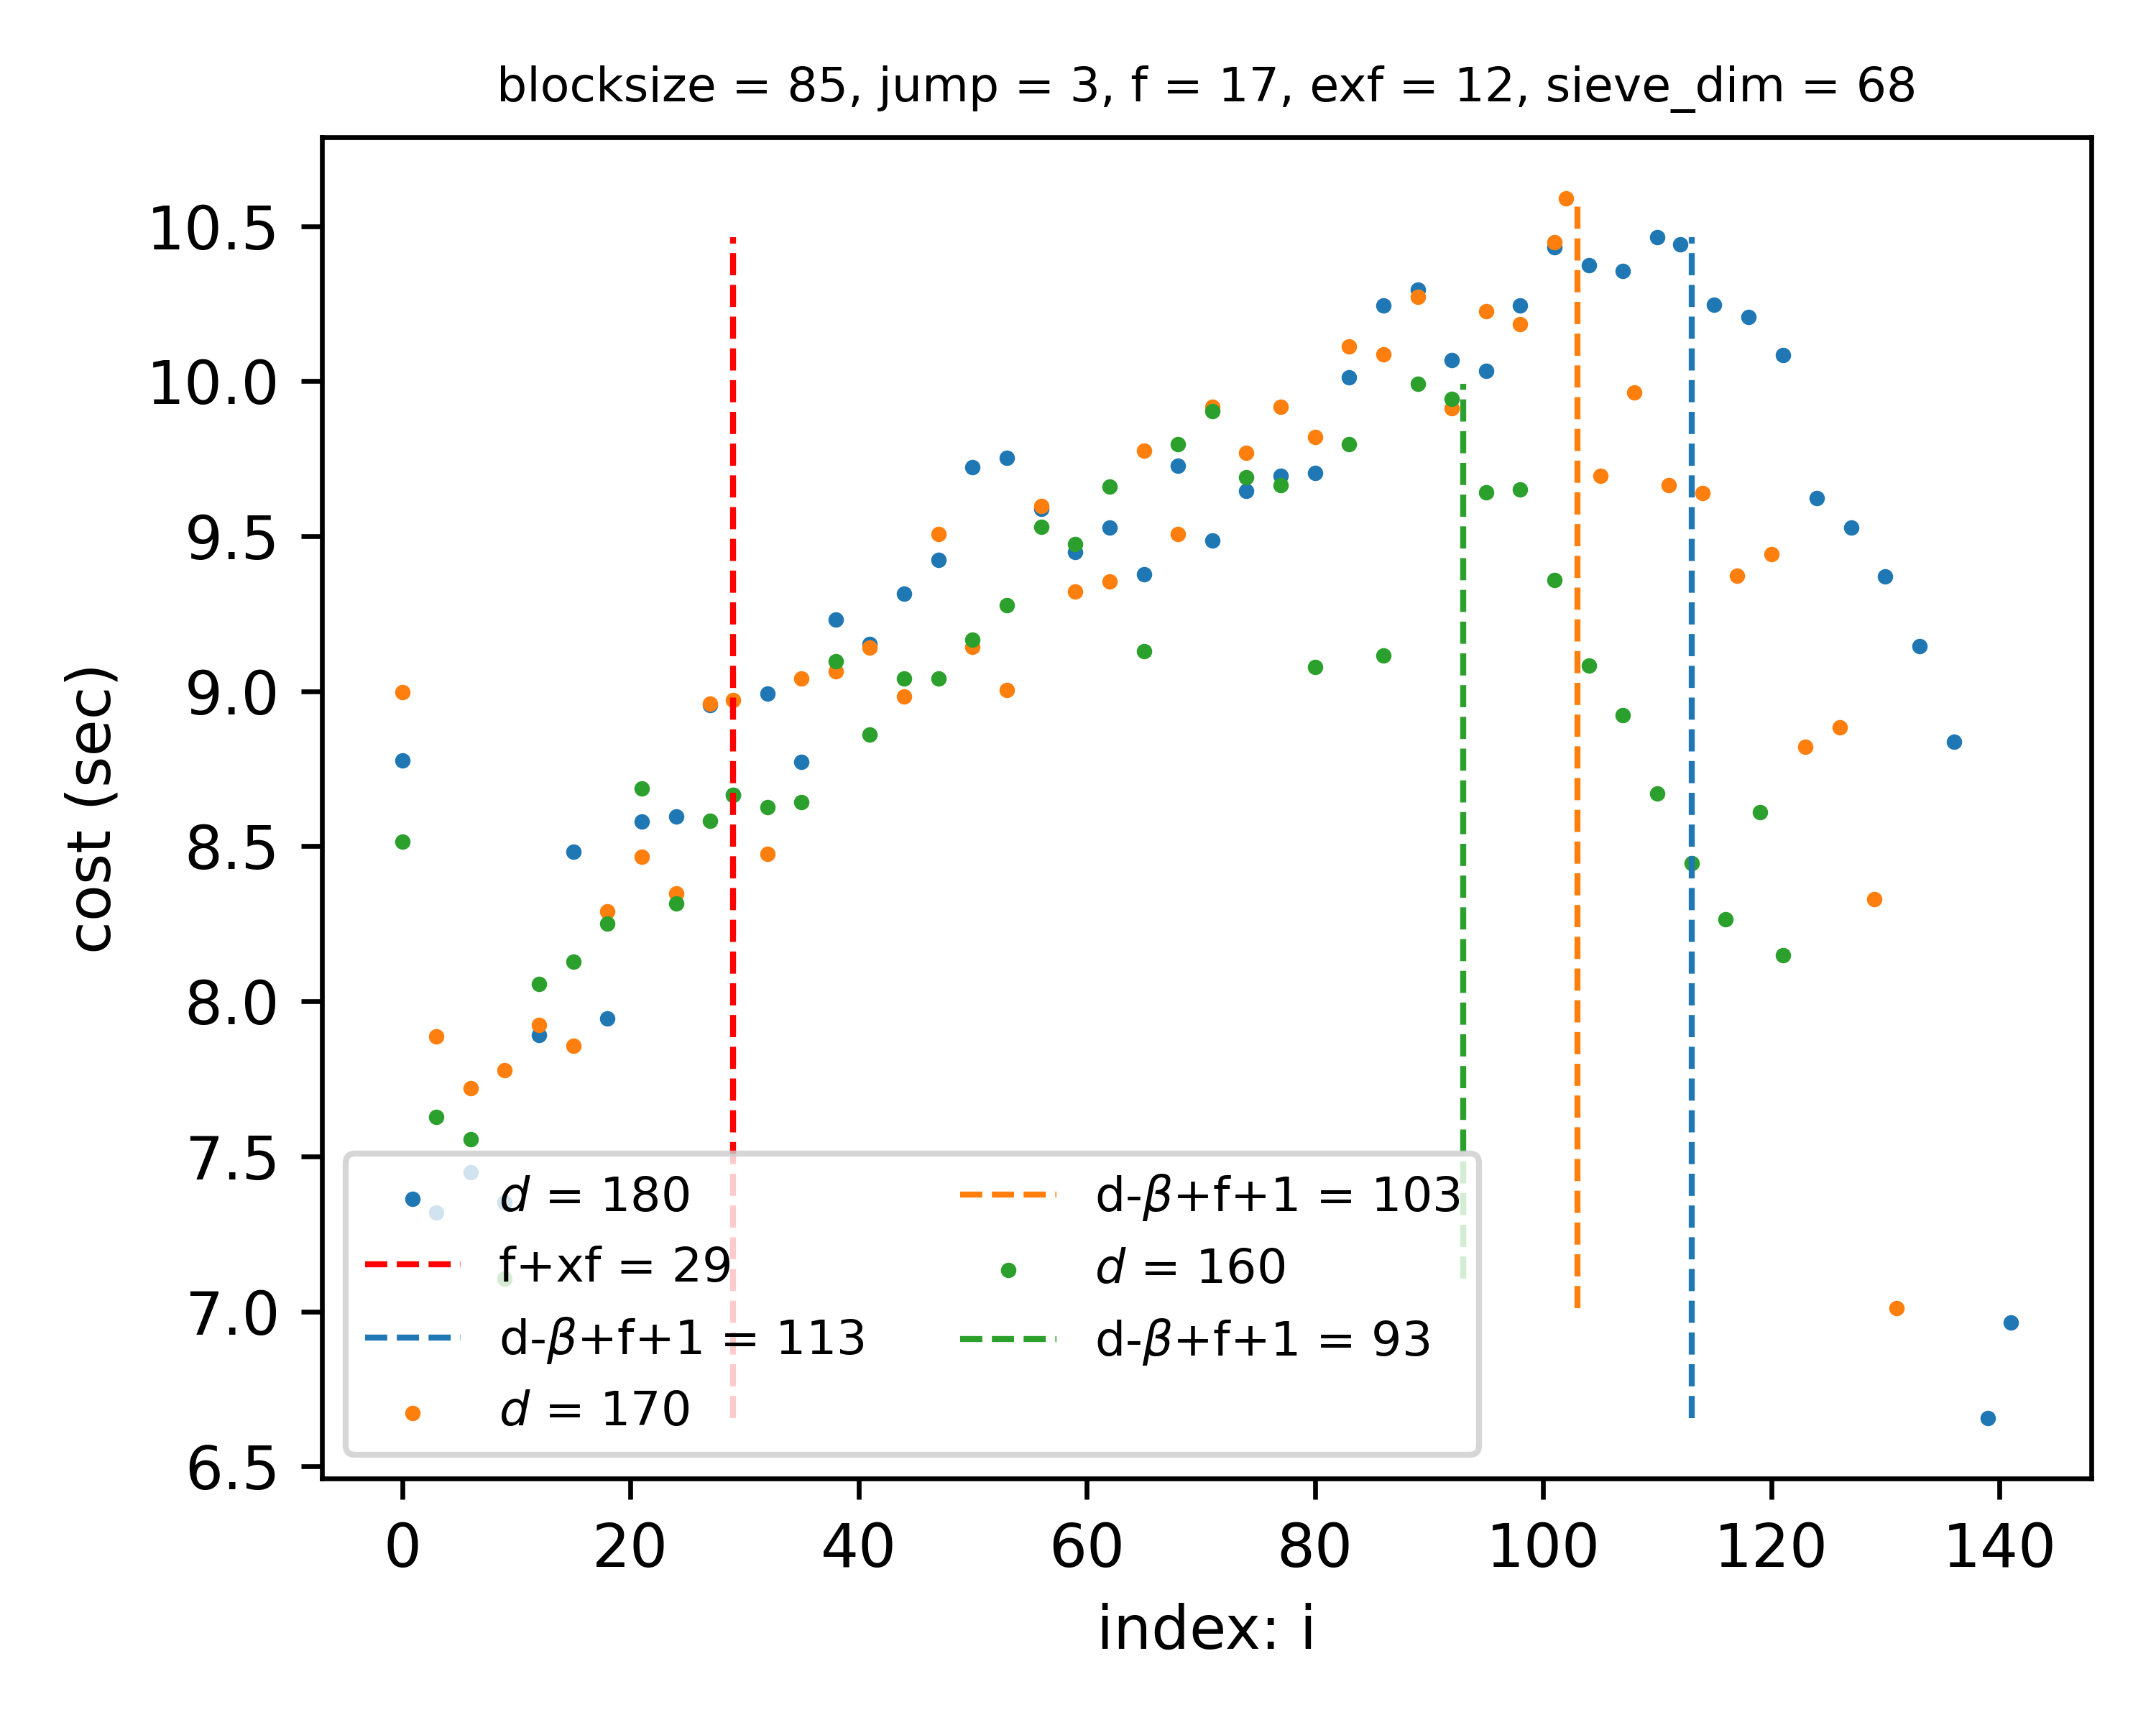 blocksize = 85, jump = 3, f = 17, exf = 12, sieve_dim = 68
cost (sec)
10.5
10.0
9.5
9.0
8.5
8.0
7.5
7.0
6.5
d = 180
f+xf = 29
d-β+f+1 = 113
d = 170
d-β+f+1 = 103
d = 160
d-β+f+1 = 93
0 20 40 60 80 100 120 140
index: i